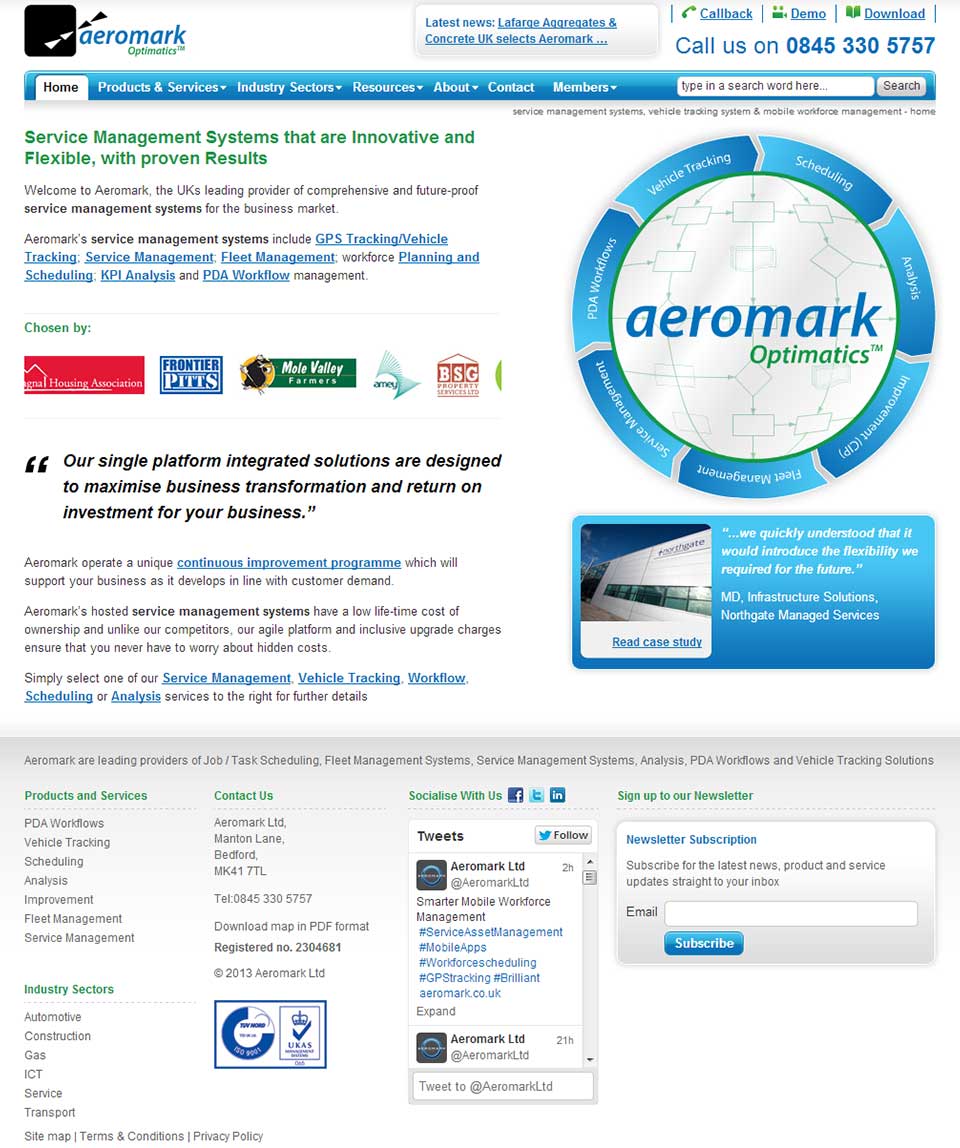 aeromark
Optimatics™
Latest news: Lafarge Aggregates &
Concrete UK selects Aeromark ...
Callback
Demo
Download
Call us on 0845 330 5757
Home
Products & Services
Industry Sectors
Resources
About
Contact
Members
type in a search word here...
Search
service management systems, vehicle tracking system & mobile workforce management - home
Service Management Systems that are Innovative and
Flexible, with proven Results
Welcome to Aeromark, the UKs leading provider of comprehensive and future-proof
service management systems for the business market.
Aeromark's service management systems include GPS Tracking/Vehicle
Tracking; Service Management; Fleet Management; workforce Planning and
Scheduling; KPI Analysis and PDA Workflow management.
Chosen by:
gnal Housing Association
FRONTIER
PITTS
Mole Valley
Farmers
amey
BSG
PROPERTY
SERVICES LTD
“ Our single platform integrated solutions are designed
to maximise business transformation and return on
investment for your business.”
Aeromark operate a unique continuous improvement programme which will
support your business as it develops in line with customer demand.
Aeromark's hosted service management systems have a low life-time cost of
ownership and unlike our competitors, our agile platform and inclusive upgrade charges
ensure that you never have to worry about hidden costs.
Simply select one of our Service Management, Vehicle Tracking, Workflow,
Scheduling or Analysis services to the right for further details
Vehicle Tracking
Scheduling
Analysis
Improvement (CIP)
Fleet Management
Service Management
PDA Workflows
aeromark
Optimatics™
northgate
Read case study
“...we quickly understood that it
would introduce the flexibility we
required for the future.”
MD, Infrastructure Solutions,
Northgate Managed Services
Aeromark are leading providers of Job / Task Scheduling, Fleet Management Systems, Service Management Systems, Analysis, PDA Workflows and Vehicle Tracking Solutions
Products and Services
PDA Workflows
Vehicle Tracking
Scheduling
Analysis
Improvement
Fleet Management
Service Management
Industry Sectors
Automotive
Construction
Gas
ICT
Service
Transport
Contact Us
Aeromark Ltd,
Manton Lane,
Bedford,
MK41 7TL
Tel:0845 330 5757
Download map in PDF format
Registered no. 2304681
© 2013 Aeromark Ltd
TUV NORD
ISO 9001
UKAS
MANAGEMENT
SYSTEMS
Socialise With Us
Tweets
Follow
Aeromark Ltd 2h
@AeromarkLtd
Smarter Mobile Workforce
Management
#ServiceAssetManagement
#MobileApps
#Workforcescheduling
#GPStracking #Brilliant
aeromark.co.uk
Expand
Aeromark Ltd 21h
@AeromarkLtd
Tweet to @AeromarkLtd
Sign up to our Newsletter
Newsletter Subscription
Subscribe for the latest news, product and service
updates straight to your inbox
Email
Subscribe
Site map | Terms & Conditions | Privacy Policy